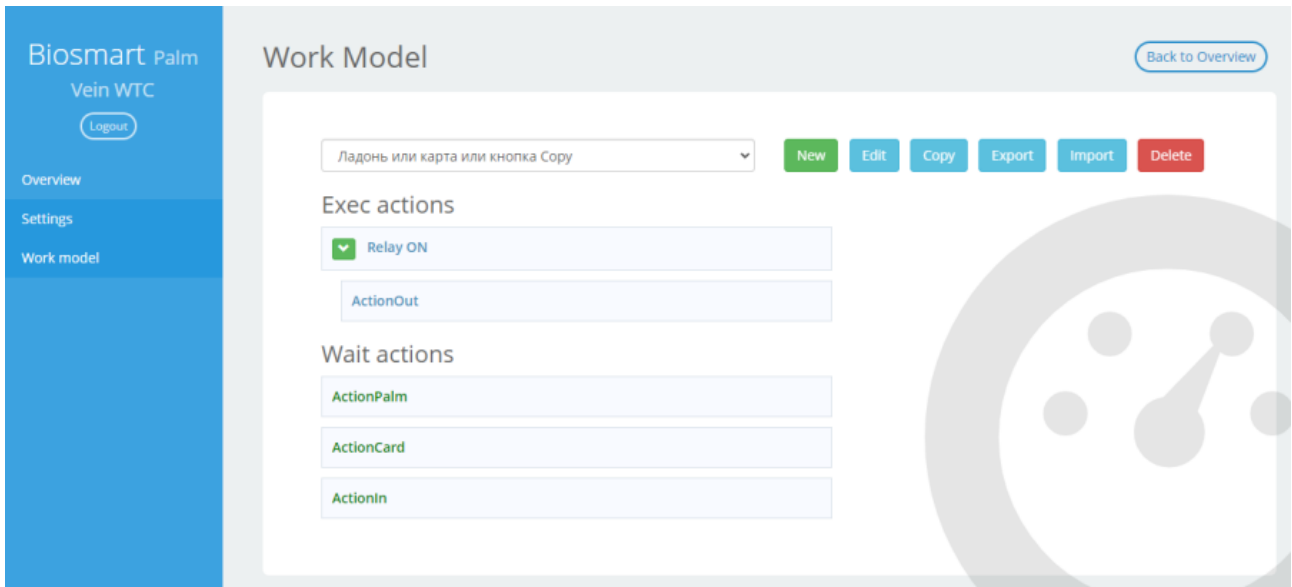 Biosmart Palm
Vein WTC
Logout
Overview
Settings
Work model
Work Model
Back to Overview
Ладонь или карта или кнопка Copy
New Edit Copy Export Import Delete
Exec actions
Relay ON
ActionOut
Wait actions
ActionPalm
ActionCard
ActionIn